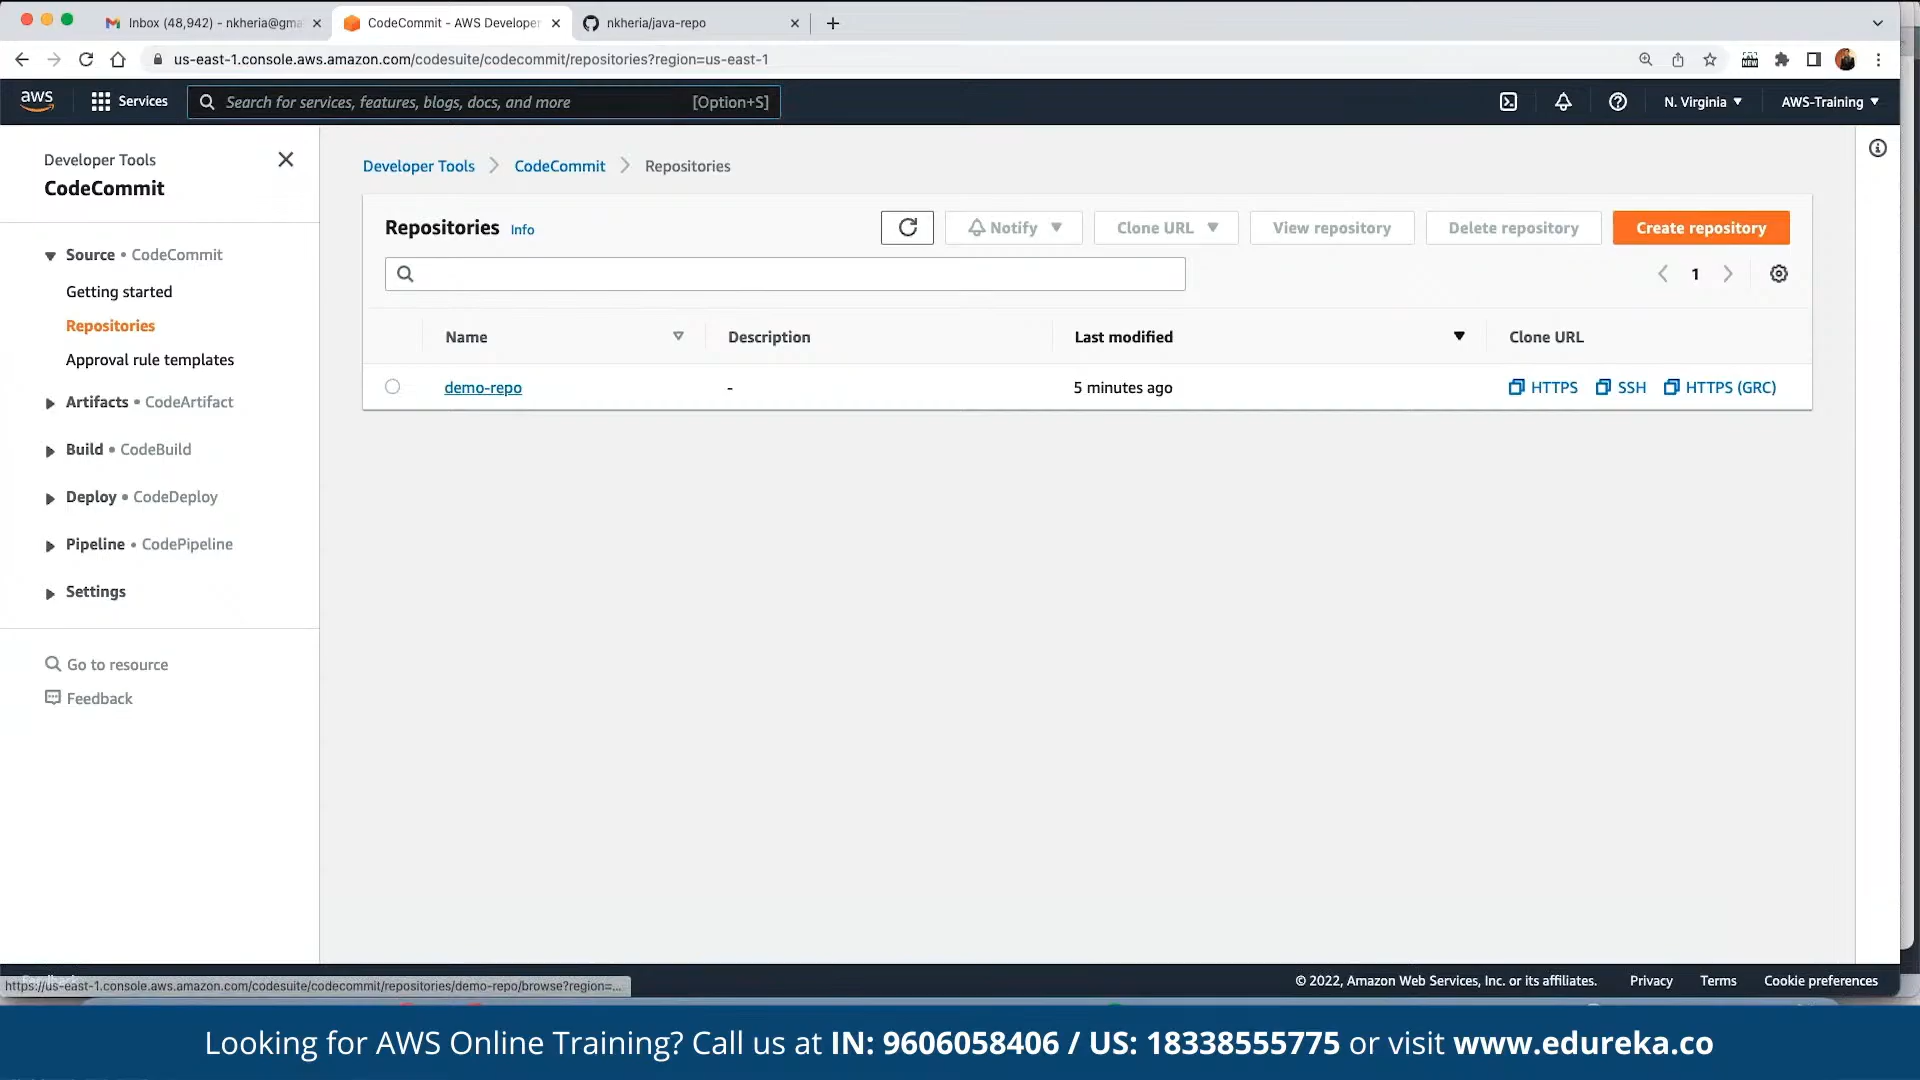 Inbox (48,942) - nkheria@gma
CodeCommit - AWS Developer
nkheria/java-repo
us-east-1.console.aws.amazon.com/codesuite/codecommit/repositories?region=us-east-1
aws
Services
Search for services, features, blogs, docs, and more
[Option+S]
N. Virginia
AWS-Training
Developer Tools
CodeCommit
Source • CodeCommit
Getting started
Repositories
Approval rule templates
Artifacts • CodeArtifact
Build • CodeBuild
Deploy • CodeDeploy
Pipeline • CodePipeline
Settings
Go to resource
Feedback
Developer Tools > CodeCommit > Repositories
Repositories Info
Notify
Clone URL
View repository
Delete repository
Create repository
1
Name
Description
Last modified
Clone URL
demo-repo
-
5 minutes ago
HTTPS
SSH
HTTPS (GRC)
https://us-east-1.console.aws.amazon.com/codesuite/codecommit/repositories/demo-repo/browse?region=...
© 2022, Amazon Web Services, Inc. or its affiliates.
Privacy
Terms
Cookie preferences
Looking for AWS Online Training? Call us at IN: 9606058406 / US: 18338555775 or visit www.edureka.co